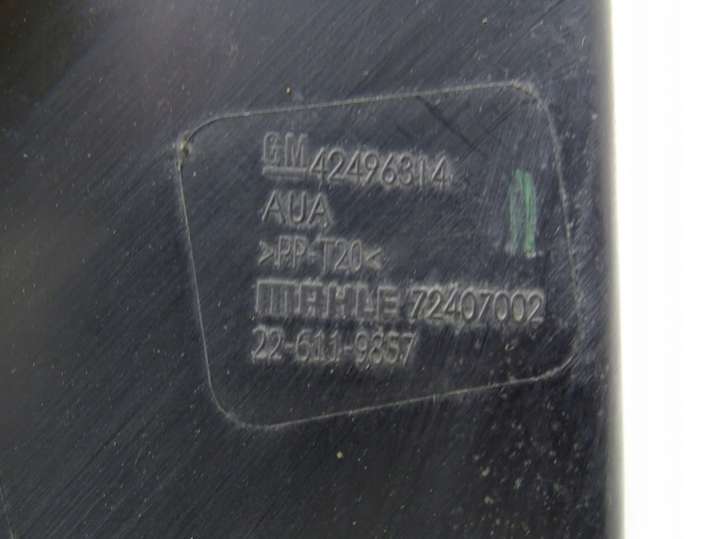 GM 42496314
AUA
>PP-T20<
MAHLE 72407002
22-611-9857